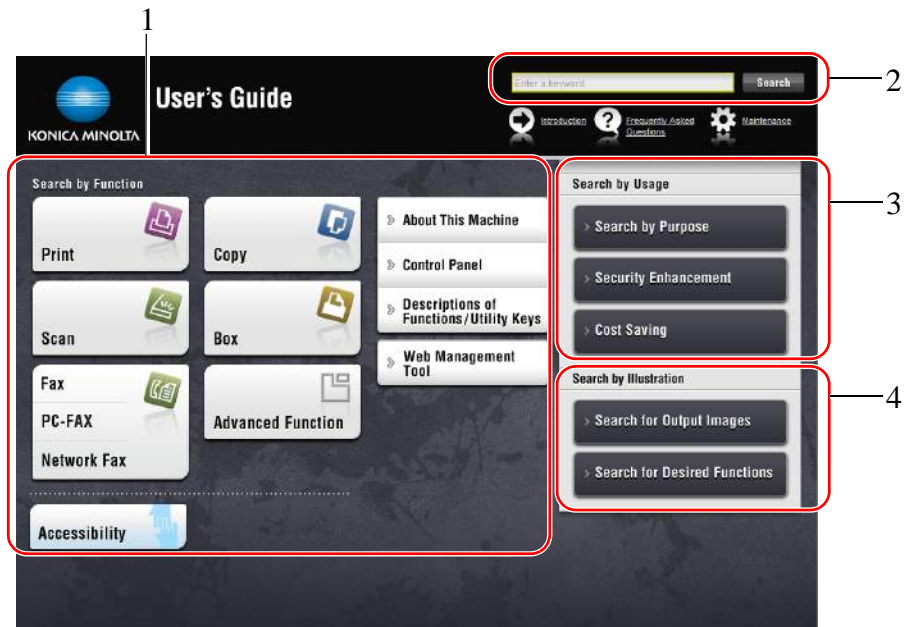 1
KONICA MINOLTA
User's Guide
Enter a keyword
Search
2
Introduction
Frequently Asked
Questions
Maintenance
Search by Function
Print
Copy
Scan
Box
Fax
PC-FAX
Network Fax
Advanced Function
Accessibility
» About This Machine
» Control Panel
» Descriptions of
Functions/Utility Keys
» Web Management
Tool
Search by Usage
3
› Search by Purpose
› Security Enhancement
› Cost Saving
Search by Illustration
4
› Search for Output Images
› Search for Desired Functions